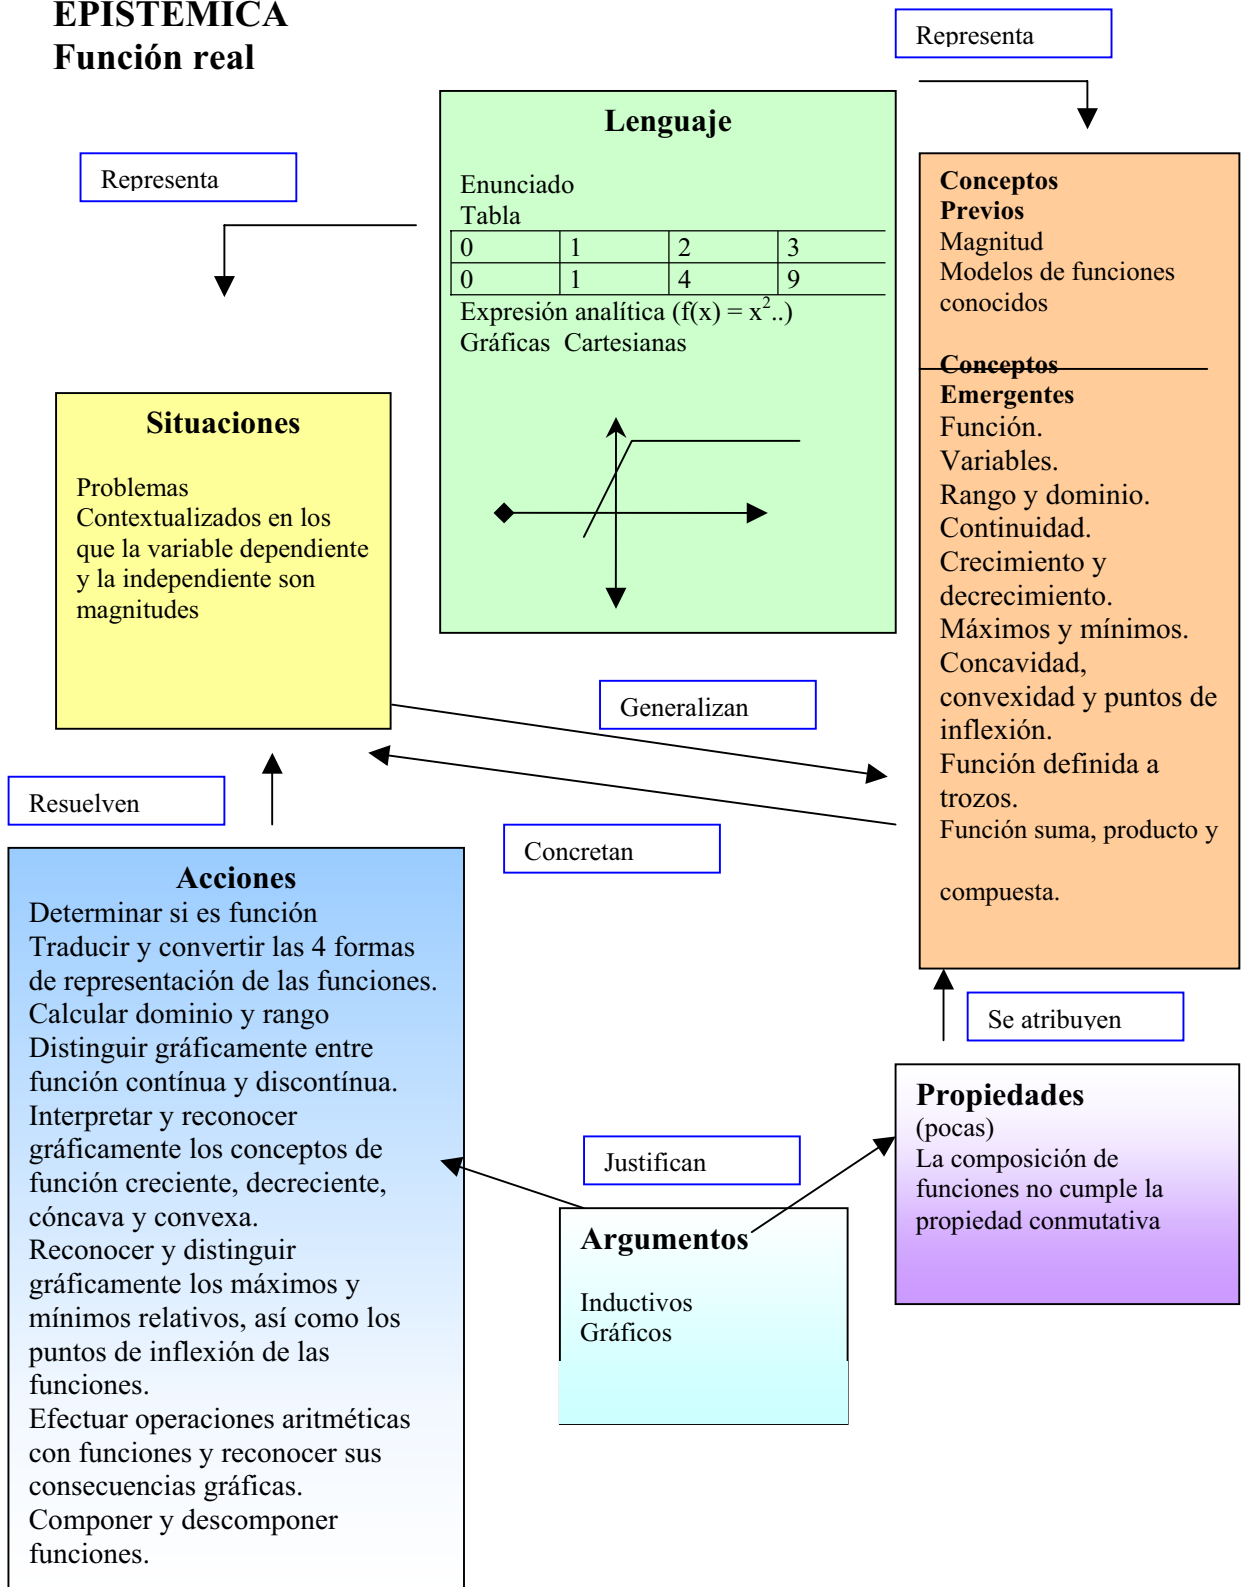 EPISTÉMICA
Función real
Representa
Lenguaje
Representa
Enunciado
Tabla
0 1 2 3
0 1 4 9
Expresión analítica (f(x) = x²..)
Gráficas Cartesianas
Conceptos
Previos
Magnitud
Modelos de funciones
conocidos
Conceptos
Emergentes
Función.
Variables.
Rango y dominio.
Continuidad.
Crecimiento y
decrecimiento.
Máximos y mínimos.
Concavidad,
convexidad y puntos de
inflexión.
Función definida a
trozos.
Función suma, producto y
compuesta.
Situaciones
Problemas
Contextualizados en los
que la variable dependiente
y la independiente son
magnitudes
Generalizan
Resuelven
Concretan
Acciones
Determinar si es función
Traducir y convertir las 4 formas
de representación de las funciones.
Calcular dominio y rango
Distinguir gráficamente entre
función contínua y discontínua.
Interpretar y reconocer
gráficamente los conceptos de
función creciente, decreciente,
cóncava y convexa.
Reconocer y distinguir
gráficamente los máximos y
mínimos relativos, así como los
puntos de inflexión de las
funciones.
Efectuar operaciones aritméticas
con funciones y reconocer sus
consecuencias gráficas.
Componer y descomponer
funciones.
Se atribuyen
Propiedades
(pocas)
La composición de
funciones no cumple la
propiedad conmutativa
Justifican
Argumentos
Inductivos
Gráficos